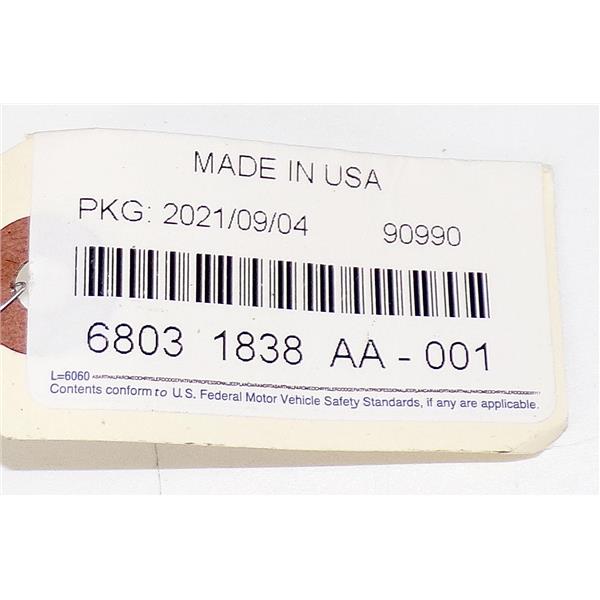 MADE IN USA
PKG: 2021/09/04 90990
6803 1838 AA - 001
L=6060
Contents conform to U.S. Federal Motor Vehicle Safety Standards, if any are applicable.